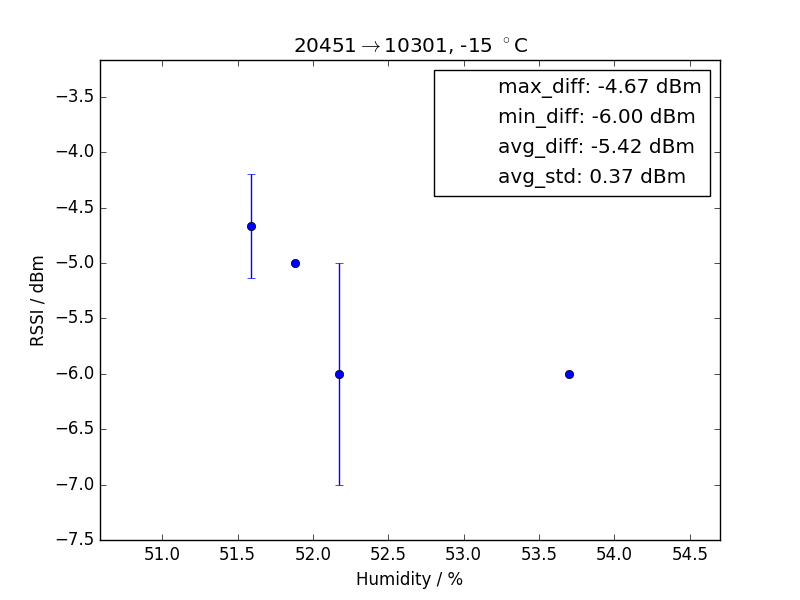 20451→10301, -15 °C
max_diff: -4.67 dBm
min_diff: -6.00 dBm
avg_diff: -5.42 dBm
avg_std: 0.37 dBm
−3.5
−4.0
−4.5
−5.0
−5.5
−6.0
−6.5
−7.0
−7.5
RSSI / dBm
51.0 51.5 52.0 52.5 53.0 53.5 54.0 54.5
Humidity / %